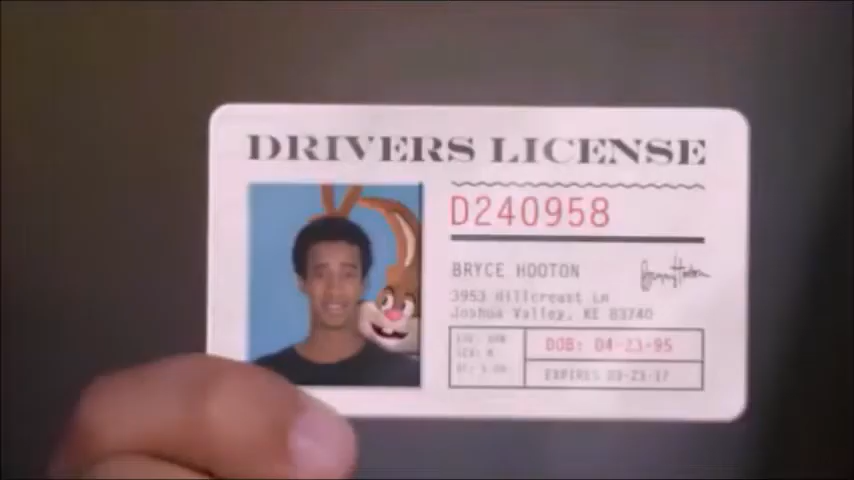 DRIVERS LICENSE
D240958
BRYCE HOOTON
3953 Hillcreast Ln
Joshua Valley, KE 83740
DOB: 04-23-95
EXPIRES 03-23-17